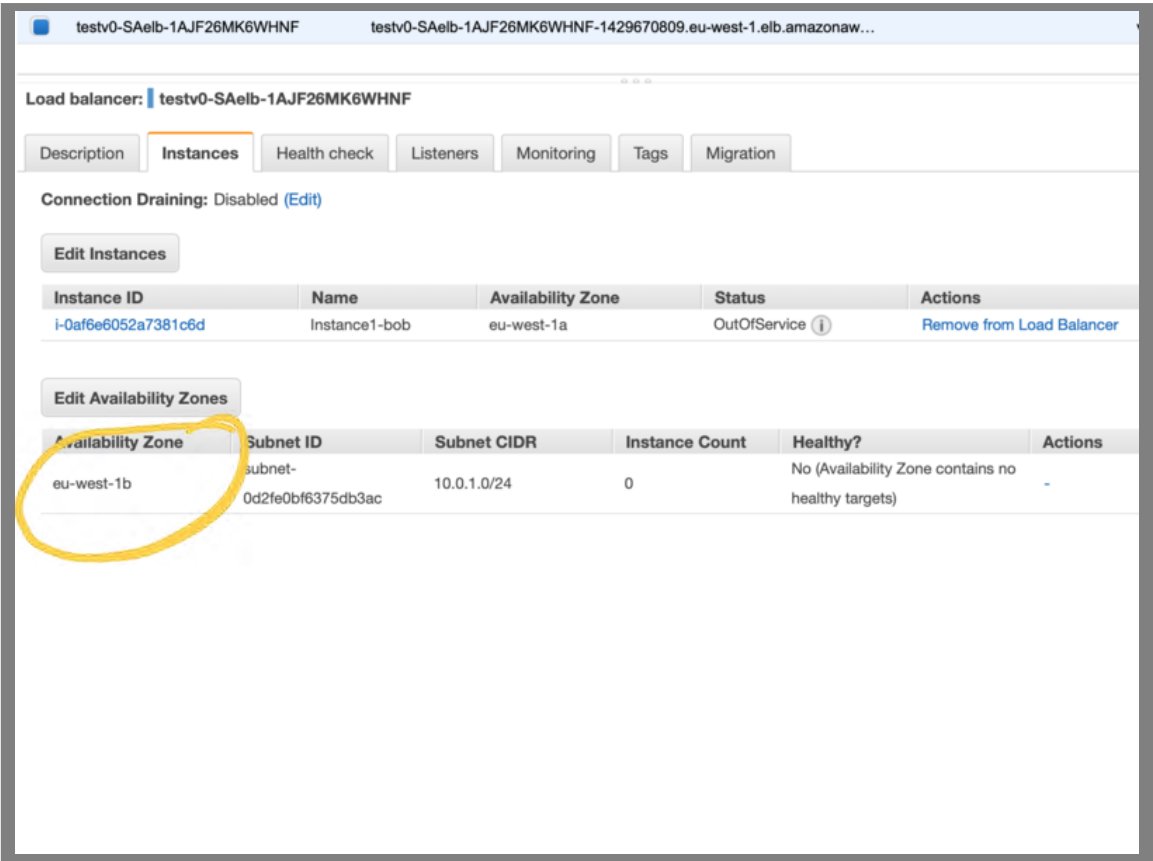 testv0-SAelb-1AJF26MK6WHNF testv0-SAelb-1AJF26MK6WHNF-1429670809.eu-west-1.elb.amazonaw...
Load balancer: testv0-SAelb-1AJF26MK6WHNF
Description Instances Health check Listeners Monitoring Tags Migration
Connection Draining: Disabled (Edit)
Edit Instances
Instance ID Name Availability Zone Status Actions
i-0af6e6052a7381c6d Instance1-bob eu-west-1a OutOfService i Remove from Load Balancer
Edit Availability Zones
Availability Zone Subnet ID Subnet CIDR Instance Count Healthy? Actions
eu-west-1b subnet- 10.0.1.0/24 0 No (Availability Zone contains no -
0d2fe0bf6375db3ac healthy targets)